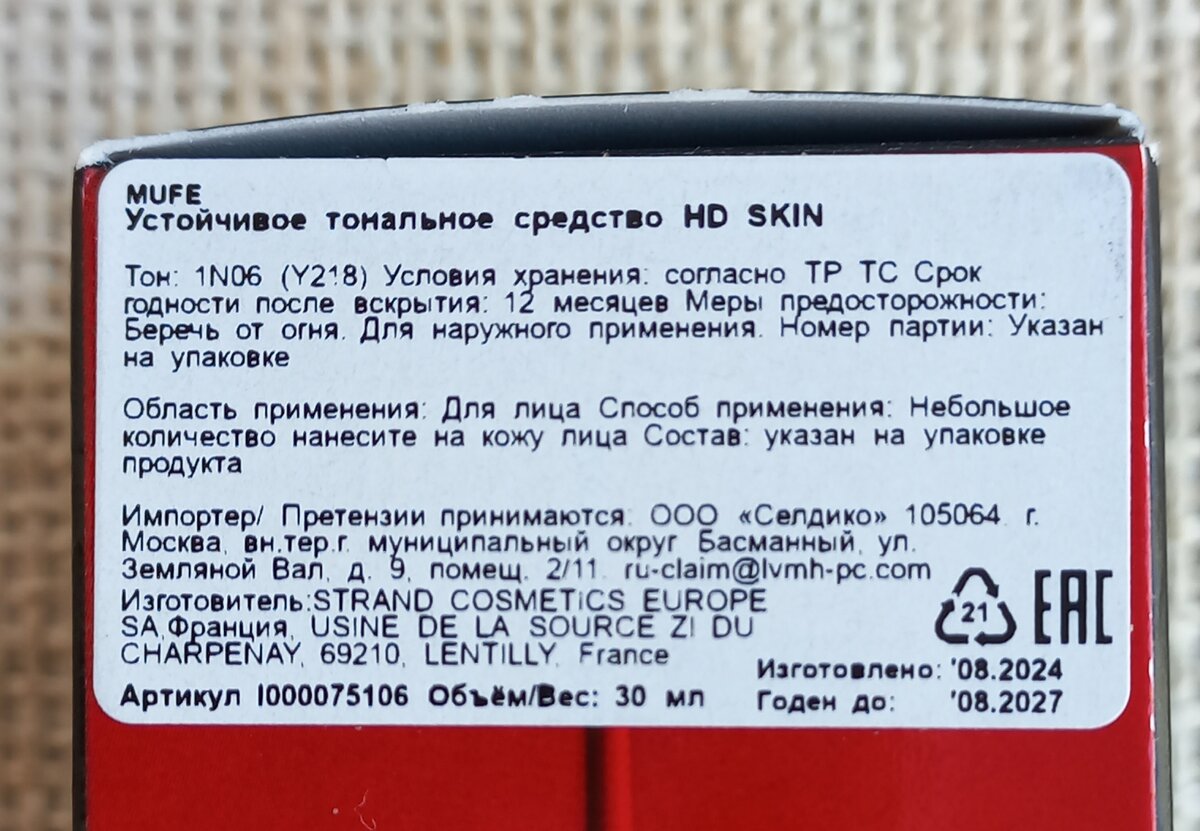 MUFE
Устойчивое тональное средство HD SKIN
Тон: 1N06 (Y218) Условия хранения: согласно ТР ТС Срок
годности после вскрытия: 12 месяцев Меры предосторожности:
Беречь от огня. Для наружного применения. Номер партии: Указан
на упаковке
Область применения: Для лица Способ применения: Небольшое
количество нанесите на кожу лица Состав: указан на упаковке
продукта
Импортер/ Претензии принимаются: ООО «Селдико» 105064, г.
Москва, вн.тер.г. муниципальный округ Басманный, ул.
Земляной Вал, д. 9, помещ. 2/11. ru-claim@lvmh-pc.com
Изготовитель:STRAND COSMETICS EUROPE
SA,Франция, USINE DE LA SOURCE ZI DU
CHARPENAY, 69210, LENTILLY, France
21 EAC
Изготовлено: '08.2024
Артикул I000075106 Объём/Вес: 30 мл
Годен до: '08.2027